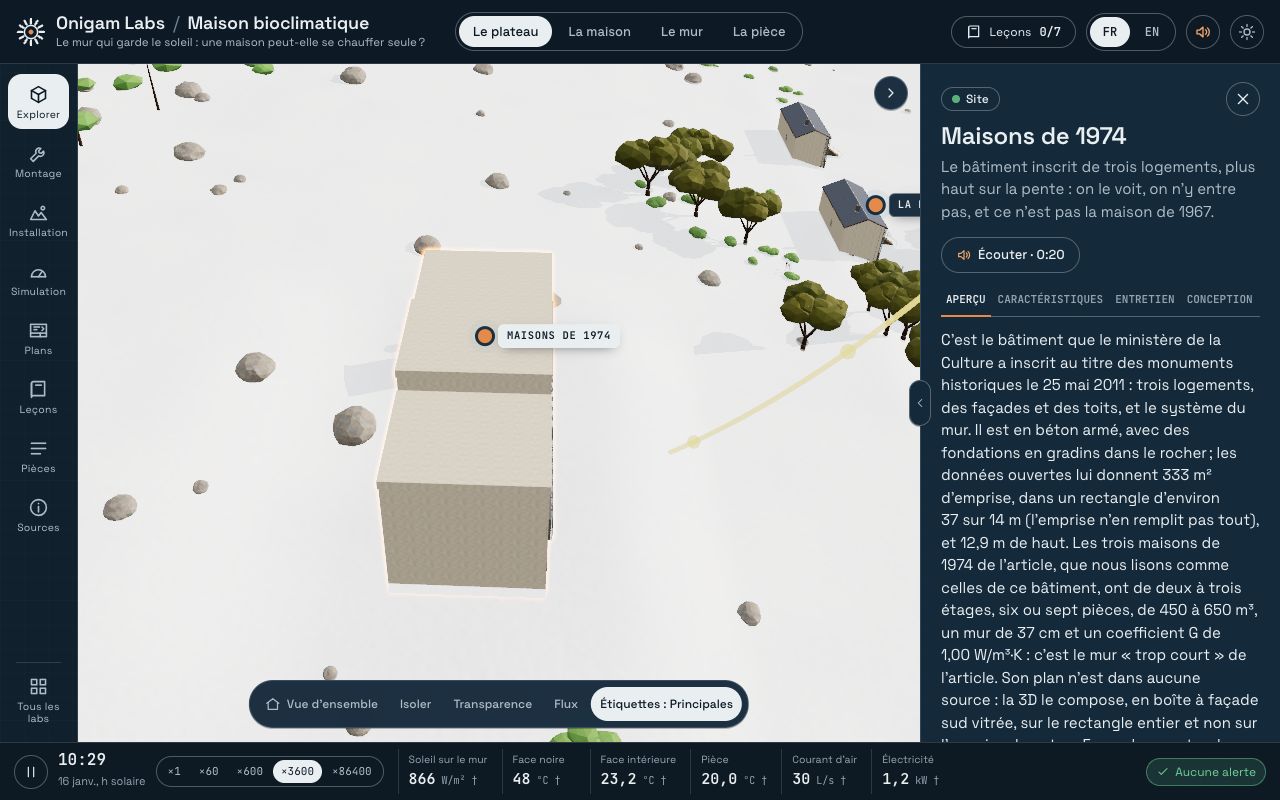 Onigam Labs / Maison bioclimatique
Le mur qui garde le soleil : une maison peut-elle se chauffer seule ?
Le plateau
La maison
Le mur
La pièce
Leçons 0/7
FR
EN
Explorer
Montage
Installation
Simulation
Plans
Leçons
Pièces
Sources
Tous les
labs
MAISONS DE 1974
LA
Site
Maisons de 1974
Le bâtiment inscrit de trois logements, plus
haut sur la pente : on le voit, on n'y entre
pas, et ce n'est pas la maison de 1967.
Écouter · 0:20
APERÇU
CARACTÉRISTIQUES
ENTRETIEN
CONCEPTION
C'est le bâtiment que le ministère de la
Culture a inscrit au titre des monuments
historiques le 25 mai 2011 : trois logements,
des façades et des toits, et le système du
mur. Il est en béton armé, avec des
fondations en gradins dans le rocher ; les
données ouvertes lui donnent 333 m²
d'emprise, dans un rectangle d'environ
37 sur 14 m (l'emprise n'en remplit pas tout),
et 12,9 m de haut. Les trois maisons de
1974 de l'article, que nous lisons comme
celles de ce bâtiment, ont de deux à trois
étages, six ou sept pièces, de 450 à 650 m³,
un mur de 37 cm et un coefficient G de
1,00 W/m³·K : c'est le mur « trop court » de
l'article. Son plan n'est dans aucune
source : la 3D le compose, en boîte à façade
sud vitrée, sur le rectangle entier et non sur
Vue d'ensemble
Isoler
Transparence
Flux
Étiquettes : Principales
10:29
16 janv., h solaire
×1
×60
×600
×3600
×86400
Soleil sur le mur
866 W/m² †
Face noire
48 °C †
Face intérieure
23,2 °C †
Pièce
20,0 °C †
Courant d'air
30 L/s †
Électricité
1,2 kW †
Aucune alerte